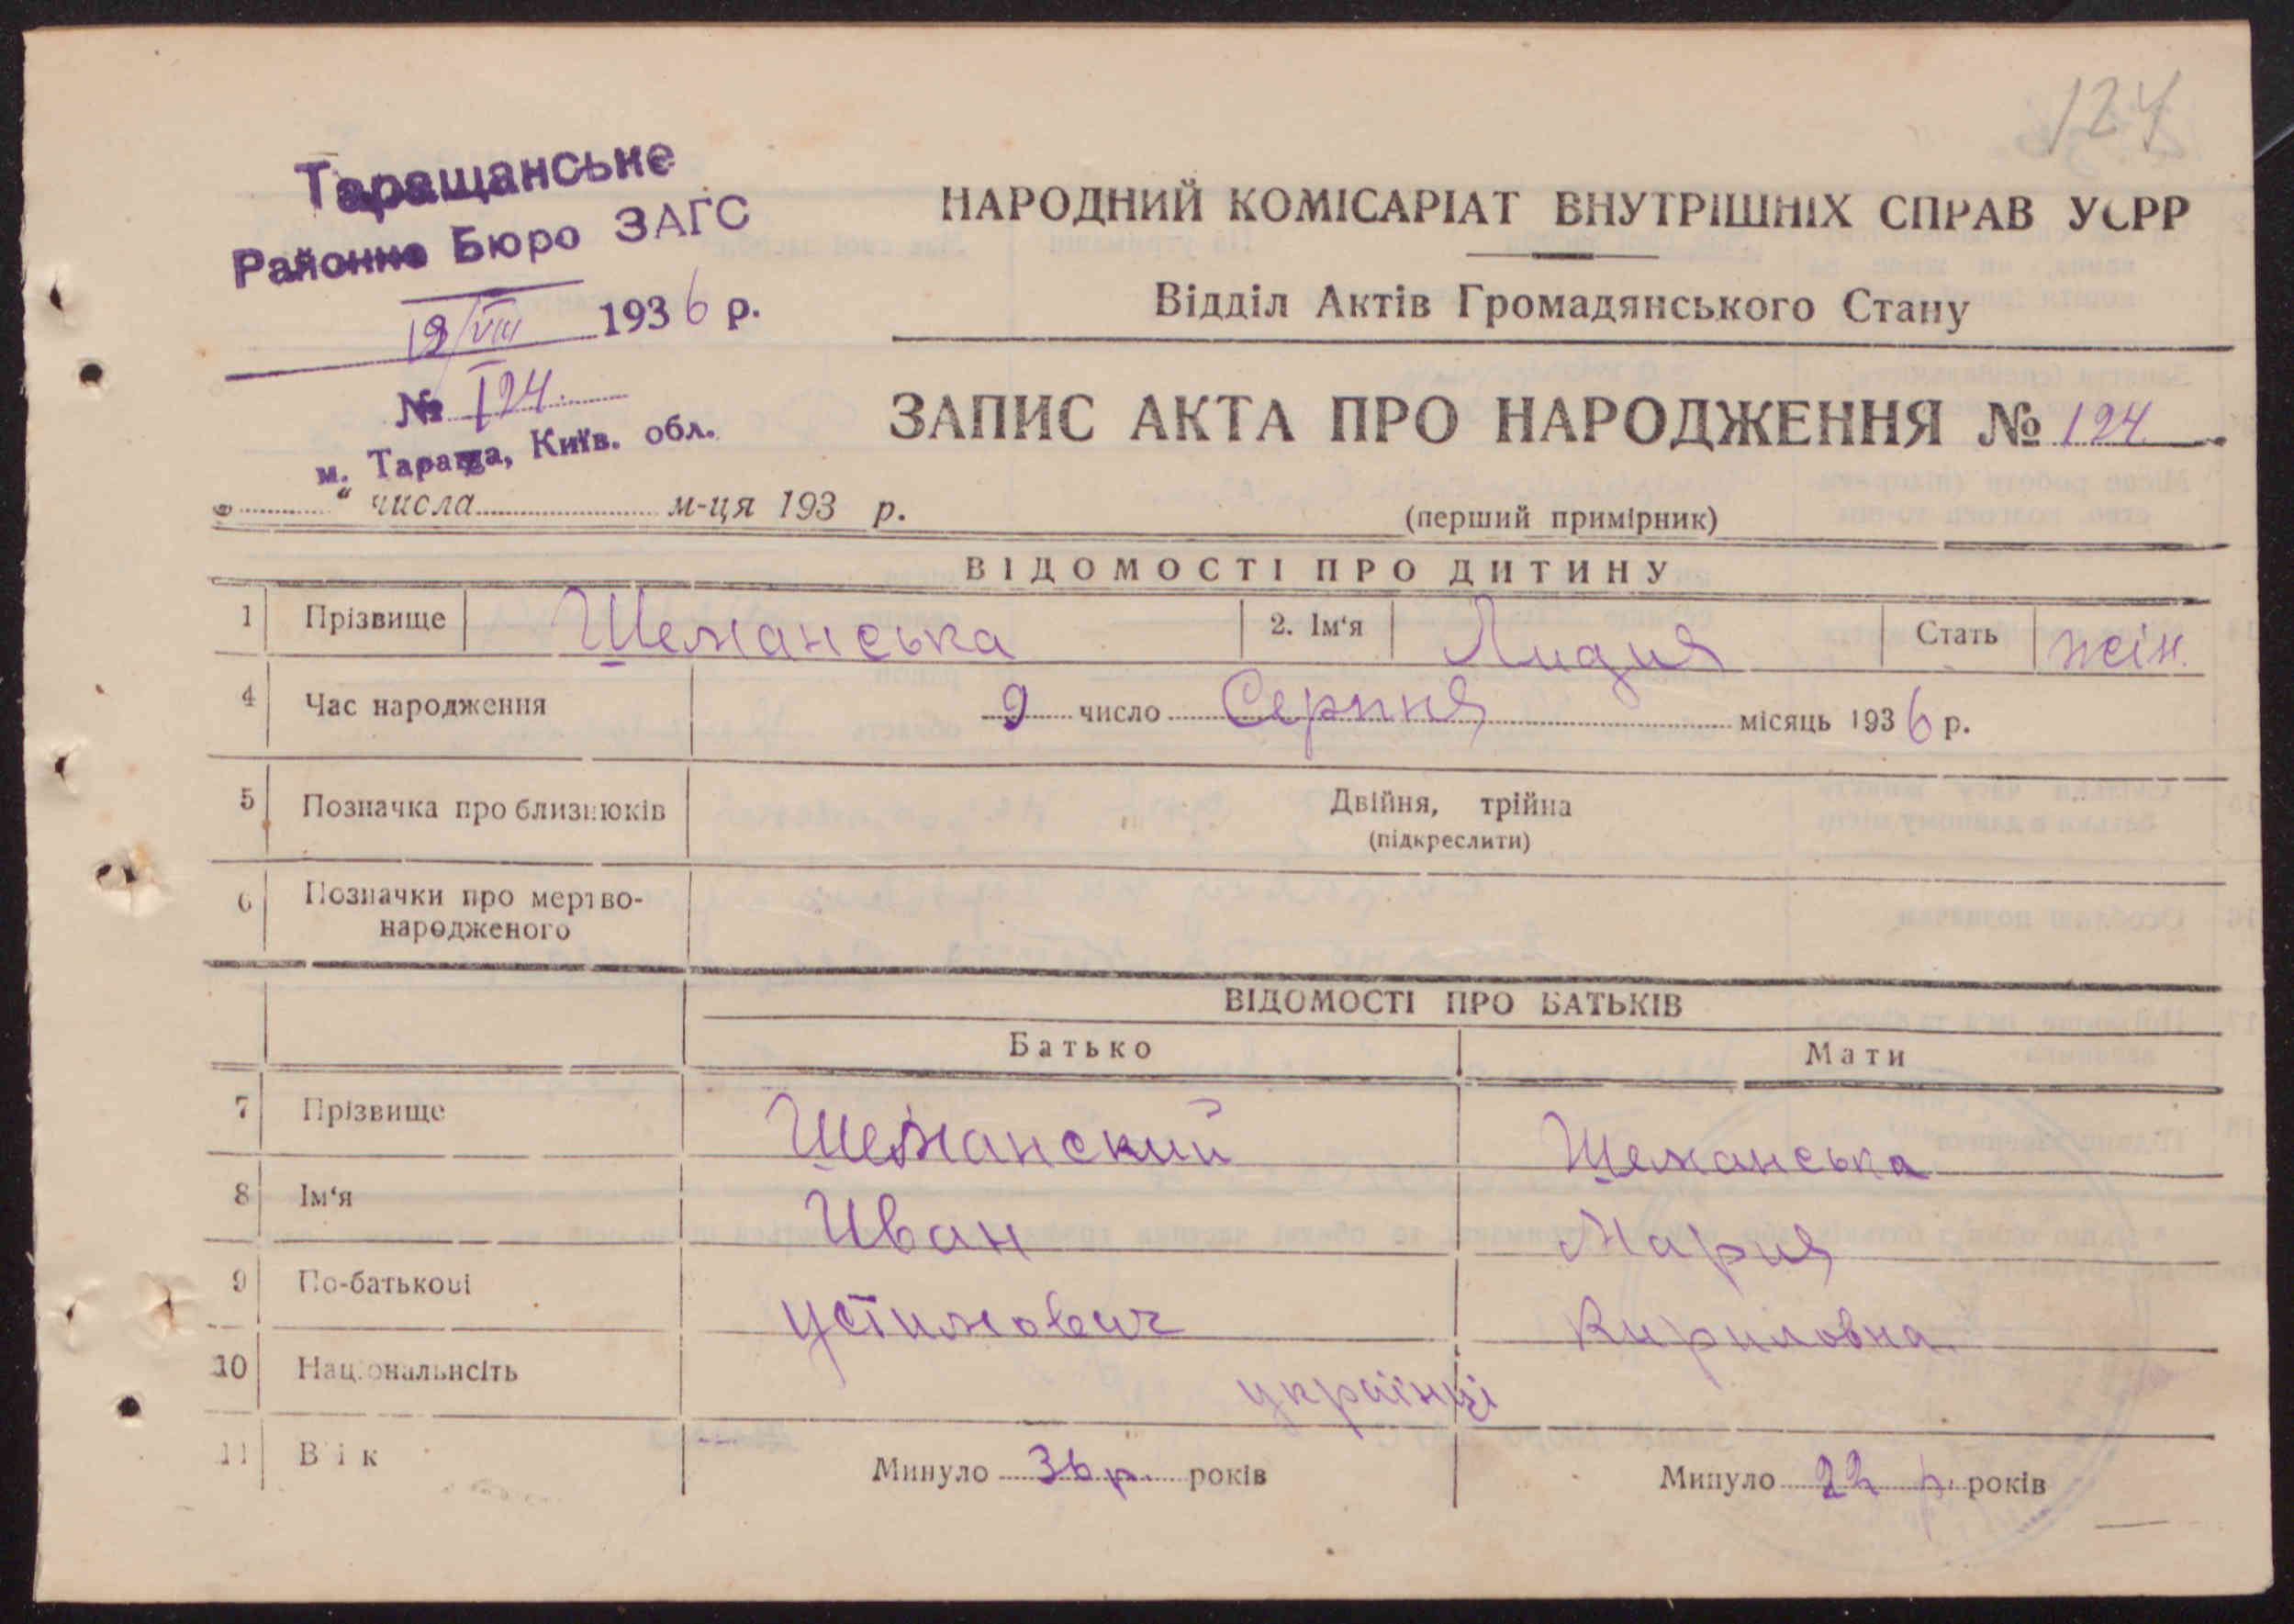 124
Таращанське
Районне Бюро ЗАГС
19/VIII 1936 р.
№ 124.
м. Тараща, Київ. обл.
„ “ числа м-ця 193 р.
НАРОДНИЙ КОМІСАРІАТ ВНУТРІШНІХ СПРАВ УСРР
Відділ Актів Громадянського Стану
ЗАПИС АКТА ПРО НАРОДЖЕННЯ № 124.
(перший примірник)
ВІДОМОСТІ ПРО ДИТИНУ
1 Прізвище Шеманська 2. Ім‘я Лидия Стать жін.
4 Час народження 9 число Серпня місяць 1936 р.
5 Позначка про близнюків Двійня, трійна
(підкреслити)
6 Позначки про мертво-
народженого
ВІДОМОСТІ ПРО БАТЬКІВ
Батько Мати
7 Прізвище Шеманский Шеманська
8 Ім‘я Иван Мария
9 По-батькові Устимович Кириловна
10 Національнсіть українці
11 Вік Минуло 36 р. років Минуло 22 р. років